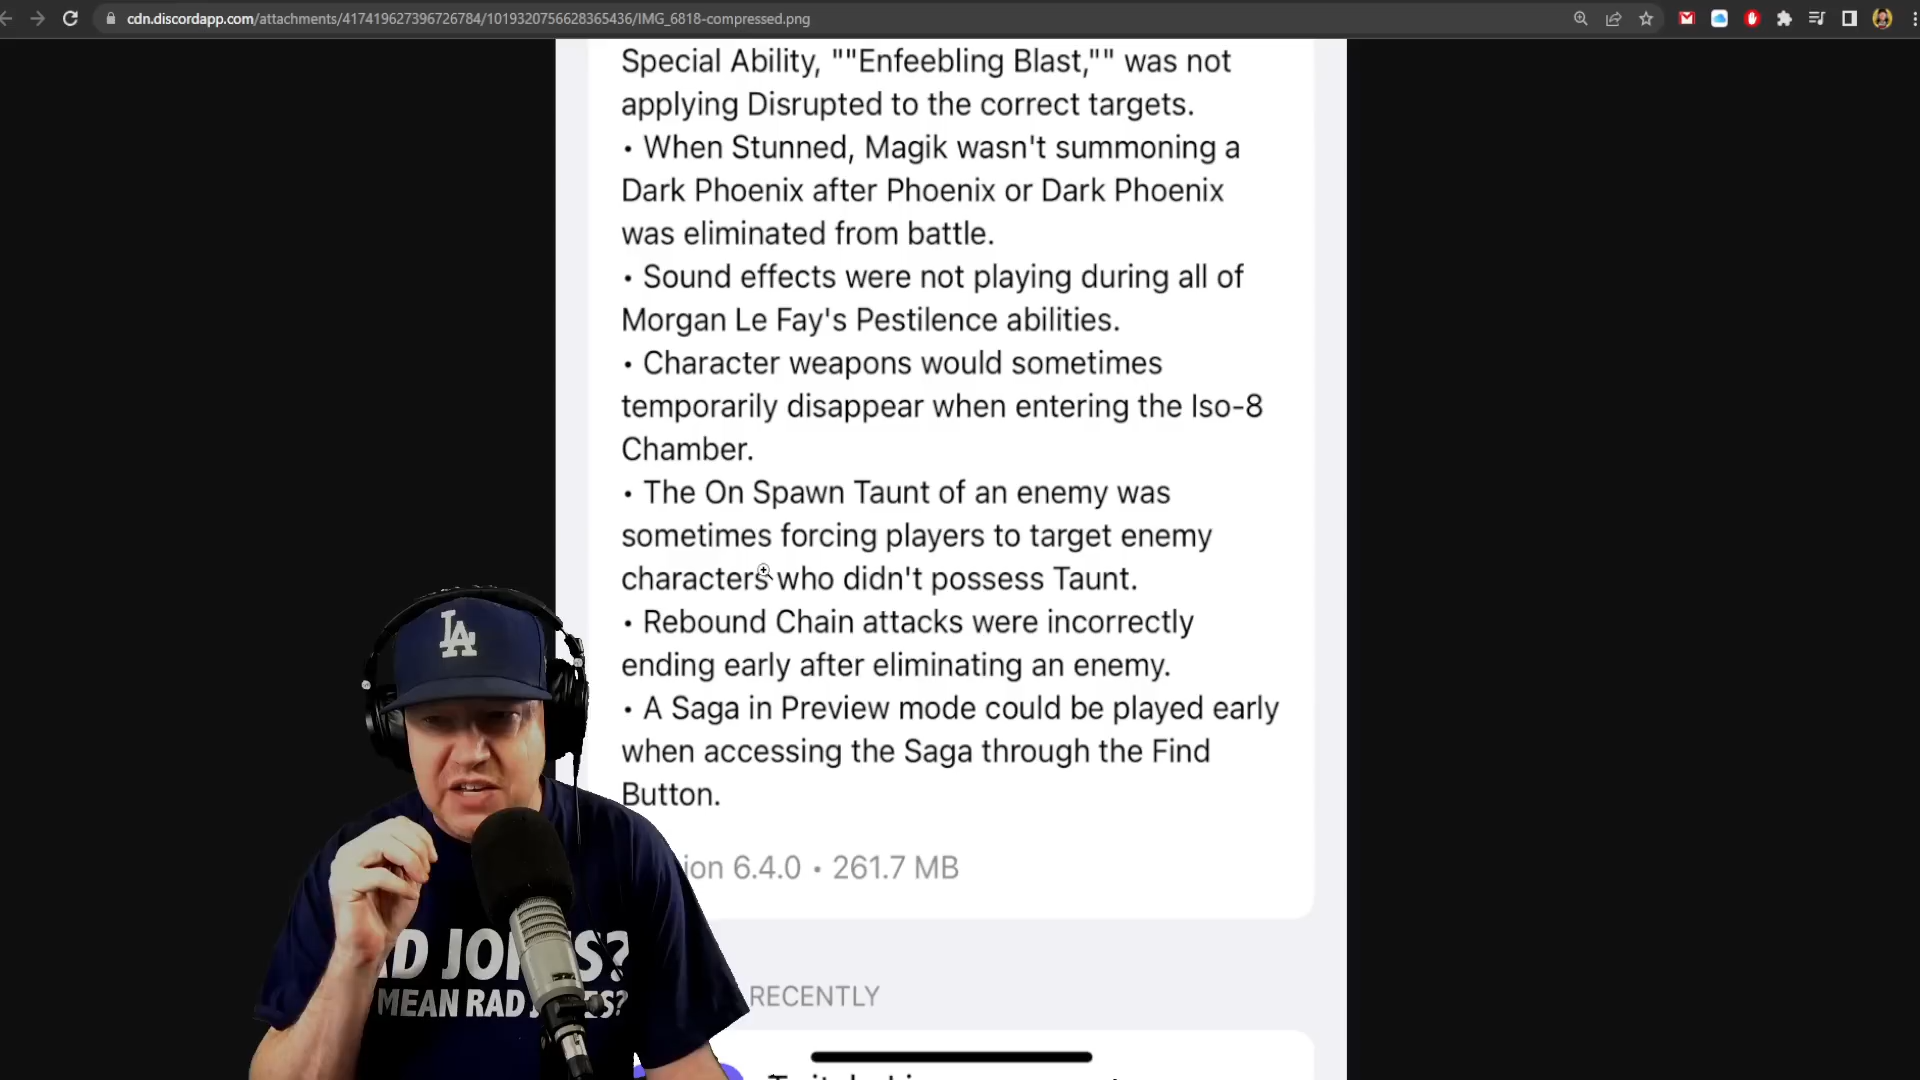 cdn.discordapp.com/attachments/417419627396726784/1019320756628365436/IMG_6818-compressed.png
Special Ability, ""Enfeebling Blast,"" was not
applying Disrupted to the correct targets.
• When Stunned, Magik wasn't summoning a
Dark Phoenix after Phoenix or Dark Phoenix
was eliminated from battle.
• Sound effects were not playing during all of
Morgan Le Fay's Pestilence abilities.
• Character weapons would sometimes
temporarily disappear when entering the Iso-8
Chamber.
• The On Spawn Taunt of an enemy was
sometimes forcing players to target enemy
characters who didn't possess Taunt.
• Rebound Chain attacks were incorrectly
ending early after eliminating an enemy.
• A Saga in Preview mode could be played early
when accessing the Saga through the Find
Button.
ion 6.4.0 • 261.7 MB
RECENTLY
LA
AD JO S?
MEAN RAD J ES?